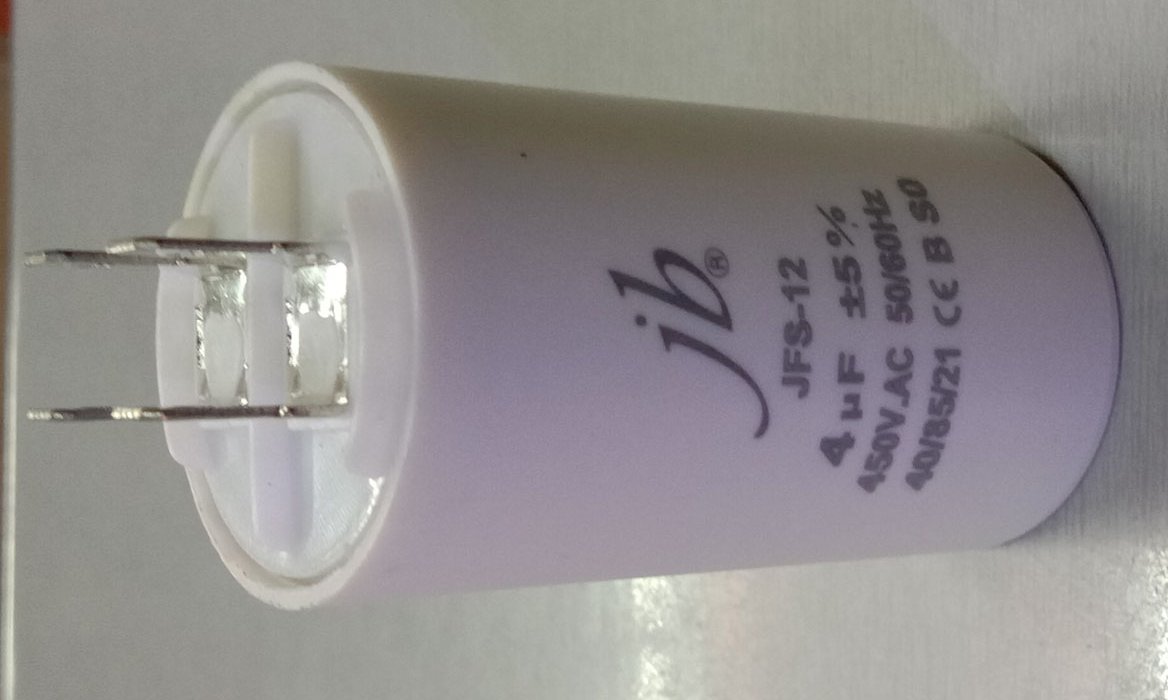 jb®
JFS-12
4 µF ±5%
450V.AC 50/60Hz
40/85/21 CE B S0